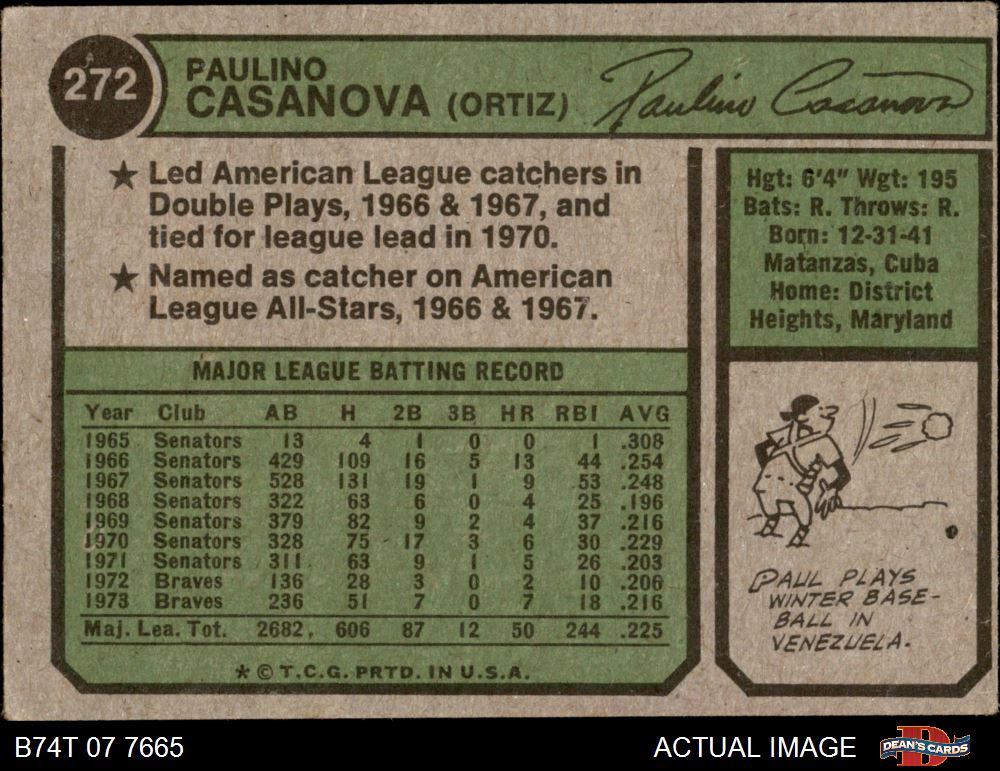 272
PAULINO
CASANOVA (ORTIZ)
Paulino Casanova
★ Led American League catchers in
Double Plays, 1966 & 1967, and
tied for league lead in 1970.
★ Named as catcher on American
League All-Stars, 1966 & 1967.
Hgt: 6'4" Wgt: 195
Bats: R. Throws: R.
Born: 12-31-41
Matanzas, Cuba
Home: District
Heights, Maryland
MAJOR LEAGUE BATTING RECORD
Year Club AB H 2B 3B HR RBI AVG
1965 Senators 13 4 1 0 0 1 .308
1966 Senators 429 109 16 5 13 44 .254
1967 Senators 528 131 19 1 9 53 .248
1968 Senators 322 63 6 0 4 25 .196
1969 Senators 379 82 9 2 4 37 .216
1970 Senators 328 75 17 3 6 30 .229
1971 Senators 311 63 9 1 5 26 .203
1972 Braves 136 28 3 0 2 10 .206
1973 Braves 236 51 7 0 7 18 .216
Maj. Lea. Tot. 2682 606 87 12 50 244 .225
* © T.C.G. PRTD. IN U.S.A.
PAUL PLAYS
WINTER BASE-
BALL IN
VENEZUELA.
B74T 07 7665
ACTUAL IMAGE
DEAN'S CARDS